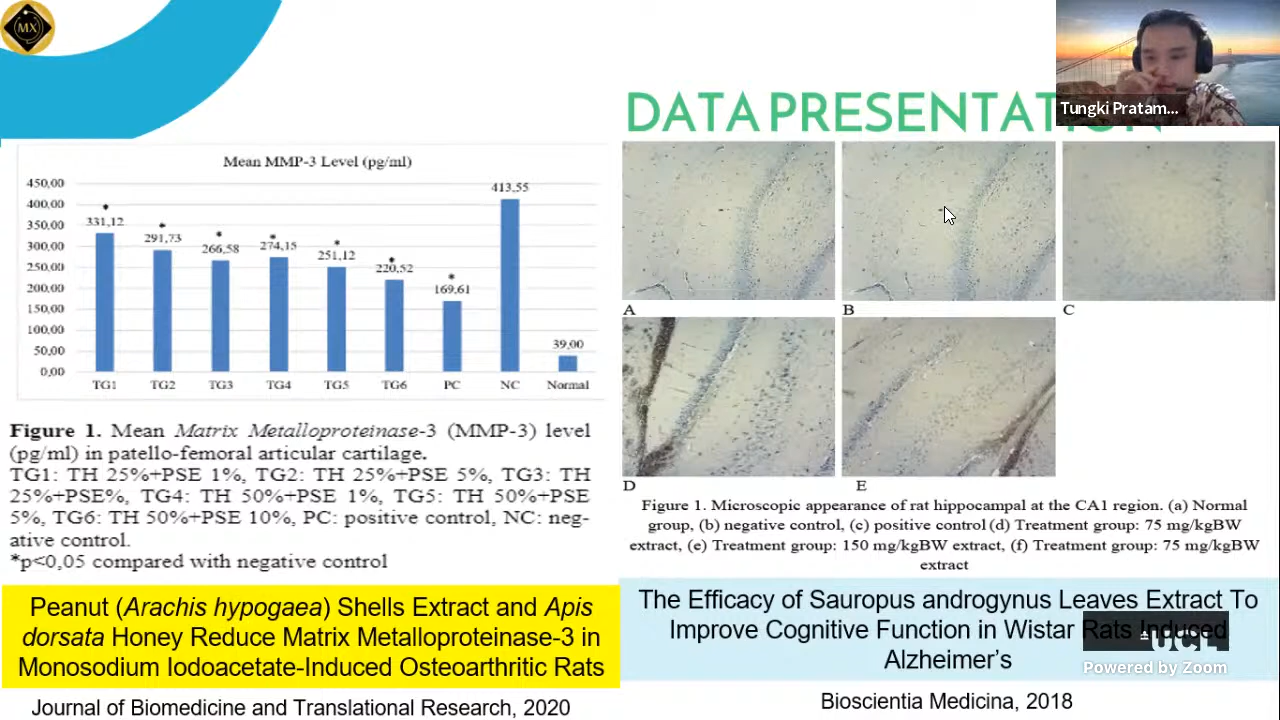 MX
DATA PRESENTATION
Tungki Pratam...
Mean MMP-3 Level (pg/ml)
450,00
400,00
350,00
300,00
250,00
200,00
150,00
100,00
50,00
0,00
*
331,12
*
291,73
*
266,58
*
274,15
*
251,12
*
220,52
*
169,61
413,55
39,00
TG1 TG2 TG3 TG4 TG5 TG6 PC NC Normal
Figure 1. Mean Matrix Metalloproteinase-3 (MMP-3) level
(pg/ml) in patello-femoral articular cartilage.
TG1: TH 25%+PSE 1%, TG2: TH 25%+PSE 5%, TG3: TH
25%+PSE%, TG4: TH 50%+PSE 1%, TG5: TH 50%+PSE
5%, TG6: TH 50%+PSE 10%, PC: positive control, NC: neg-
ative control.
*p<0,05 compared with negative control
Peanut (Arachis hypogaea) Shells Extract and Apis
dorsata Honey Reduce Matrix Metalloproteinase-3 in
Monosodium Iodoacetate-Induced Osteoarthritic Rats
Journal of Biomedicine and Translational Research, 2020
A
B
C
D
E
Figure 1. Microscopic appearance of rat hippocampal at the CA1 region. (a) Normal
group, (b) negative control, (c) positive control (d) Treatment group: 75 mg/kgBW
extract, (e) Treatment group: 150 mg/kgBW extract, (f) Treatment group: 75 mg/kgBW
extract
The Efficacy of Sauropus androgynus Leaves Extract To
Improve Cognitive Function in Wistar Rats Induced
Alzheimer's
UCL
Powered by Zoom
Bioscientia Medicina, 2018